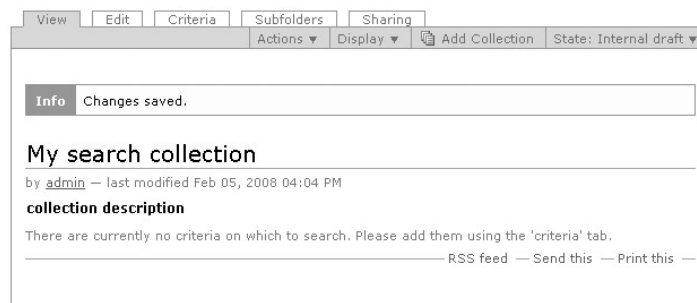 View Edit Criteria Subfolders Sharing
Actions ▼ Display ▼ Add Collection State: Internal draft ▼
Info Changes saved.
My search collection
by admin — last modified Feb 05, 2008 04:04 PM
collection description
There are currently no criteria on which to search. Please add them using the 'criteria' tab.
RSS feed — Send this — Print this —